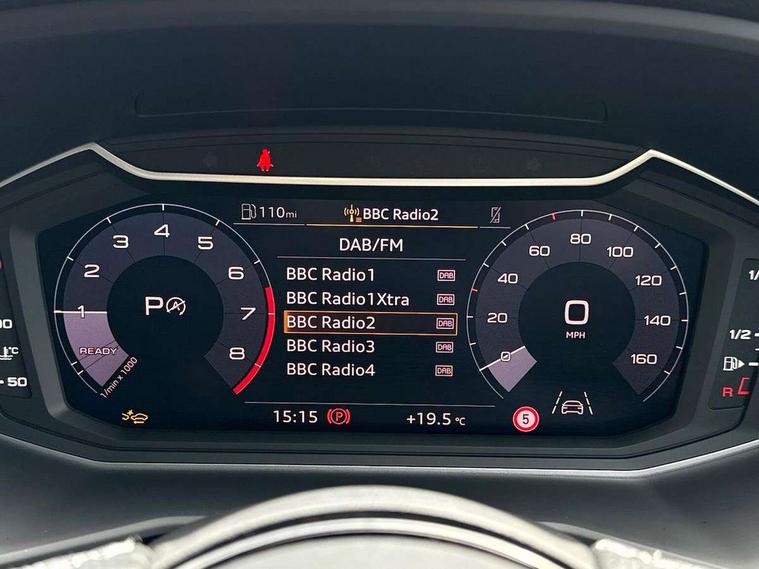 110mi
BBC Radio2
DAB/FM
BBC Radio1 DAB
BBC Radio1Xtra DAB
BBC Radio2 DAB
BBC Radio3 DAB
BBC Radio4 DAB
15:15 P +19.5 °C
READY 1 2 3 4 5 6 7 8
1/min x 1000
P A
0 20 40 60 80 100 120 140 160
0
MPH
5
°C
50
1/2
R